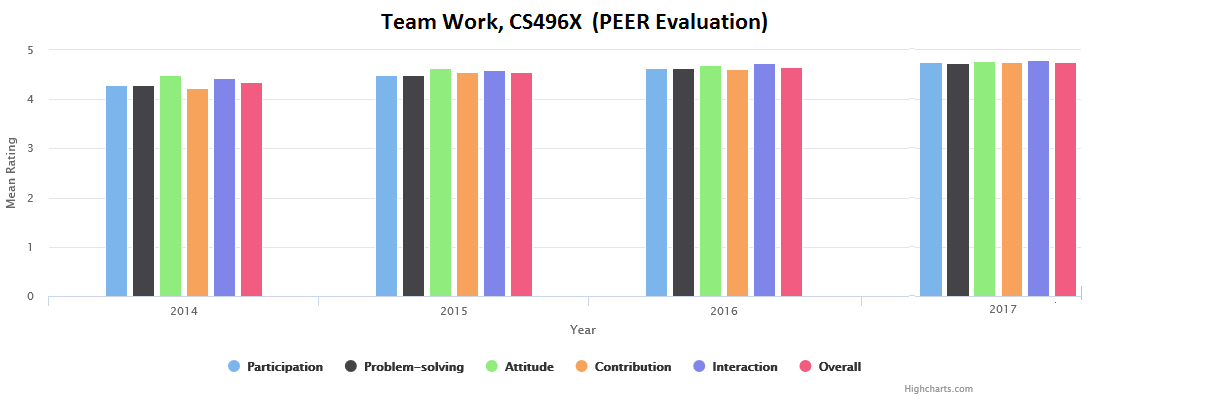 Team Work, CS496X (PEER Evaluation)
5
4
3
2
1
0
Mean Rating
2014 2015 2016 2017
Year
Participation Problem-solving Attitude Contribution Interaction Overall
Highcharts.com